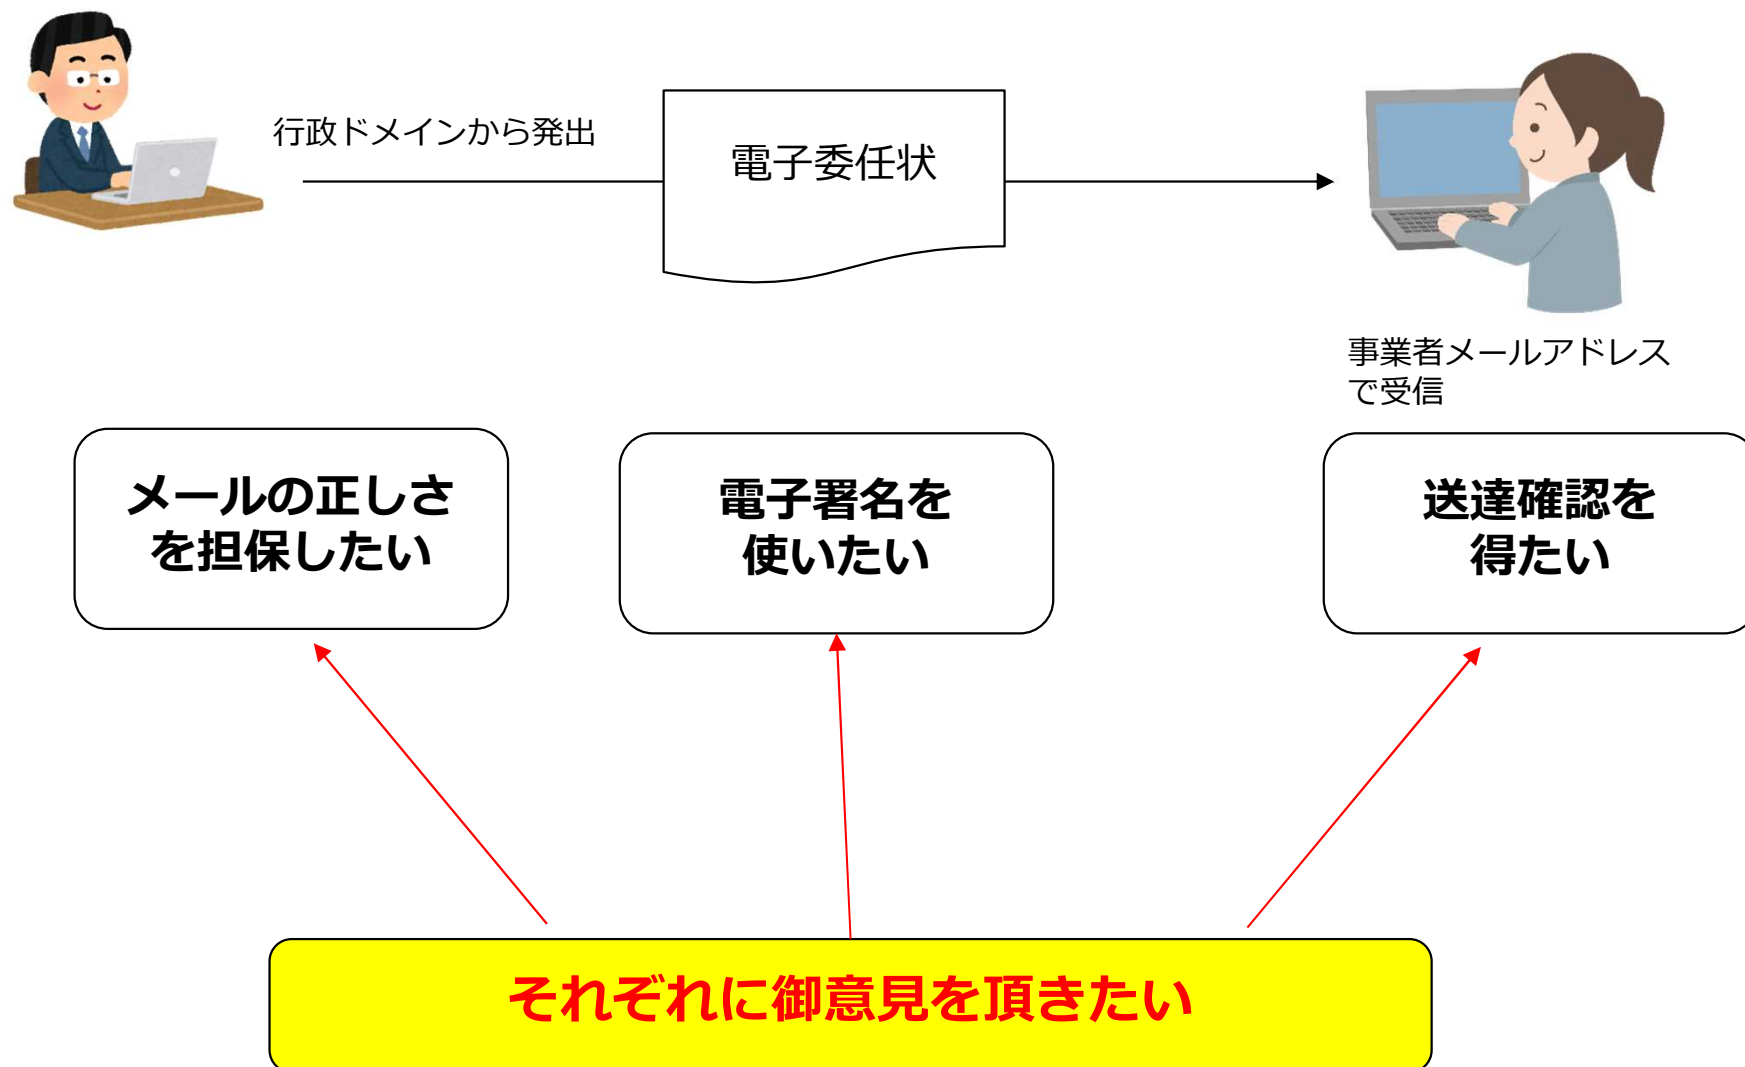 行政ドメインから発出
電子委任状
事業者メールアドレス
で受信
メールの正しさ
を担保したい
電子署名を
使いたい
送達確認を
得たい
それぞれに御意見を頂きたい